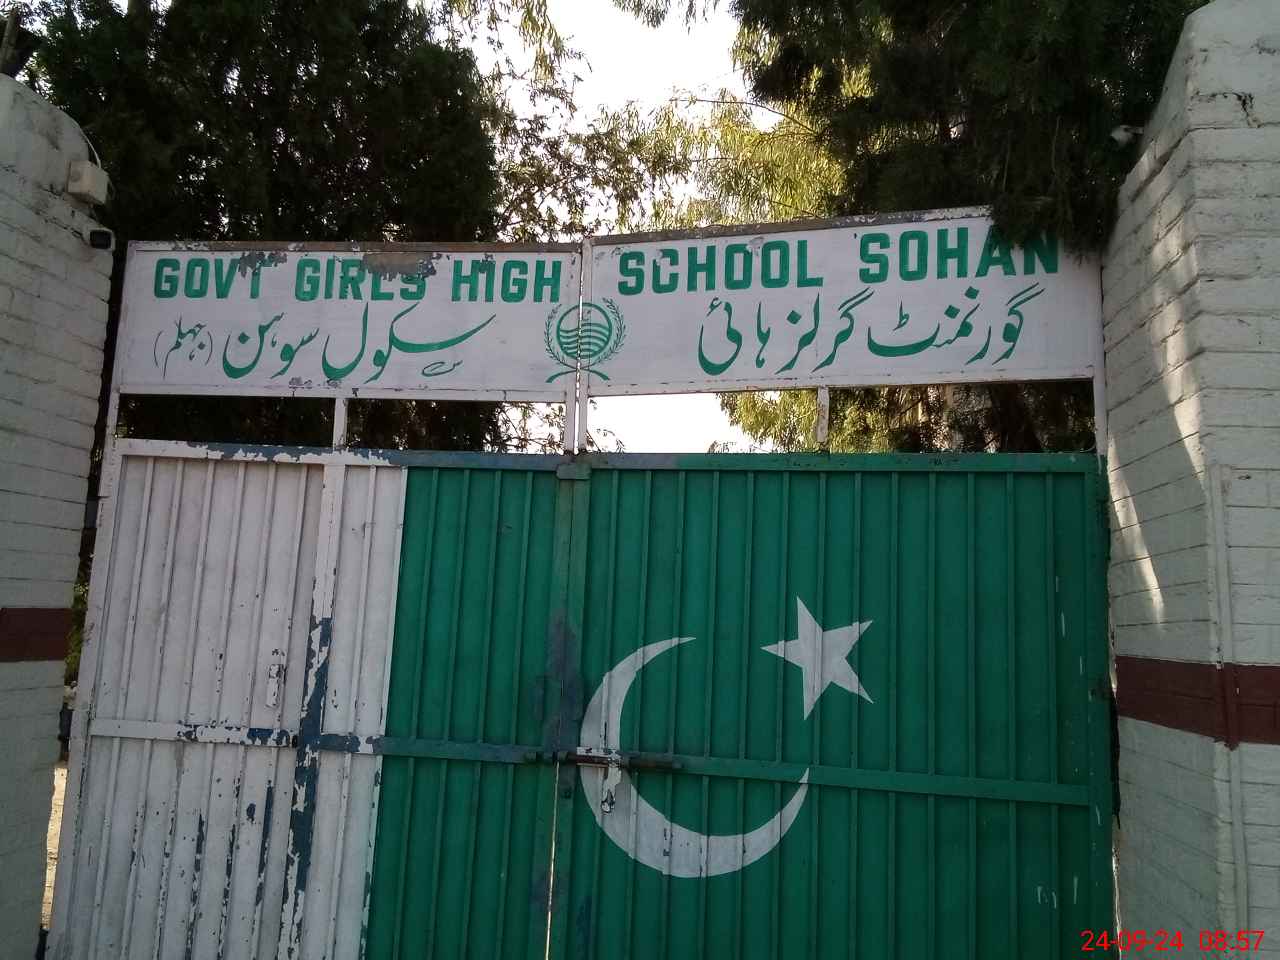 GOVT GIRLS HIGH SCHOOL SOHAN
گورنمنٹ گرلز ہائی سکول سوہن (جہلم)
24-09-24 08:57